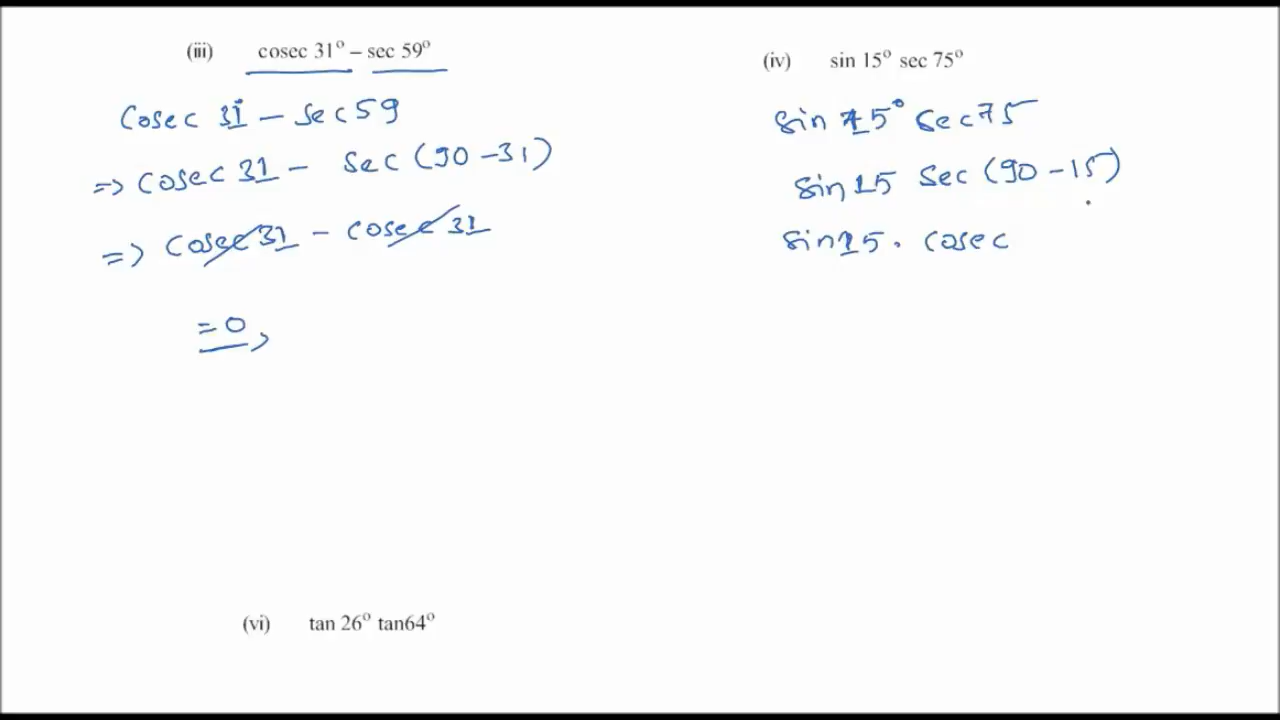 (iii) cosec 31° – sec 59°
cosec 31 – sec 59
=> cosec 31 – sec (90 – 31)
=> cosec 31 – cosec 31
= 0,
(iv) sin 15° sec 75°
sin 15° sec 75
sin 15 sec (90 – 15)
sin 15 . cosec
(vi) tan 26° tan64°